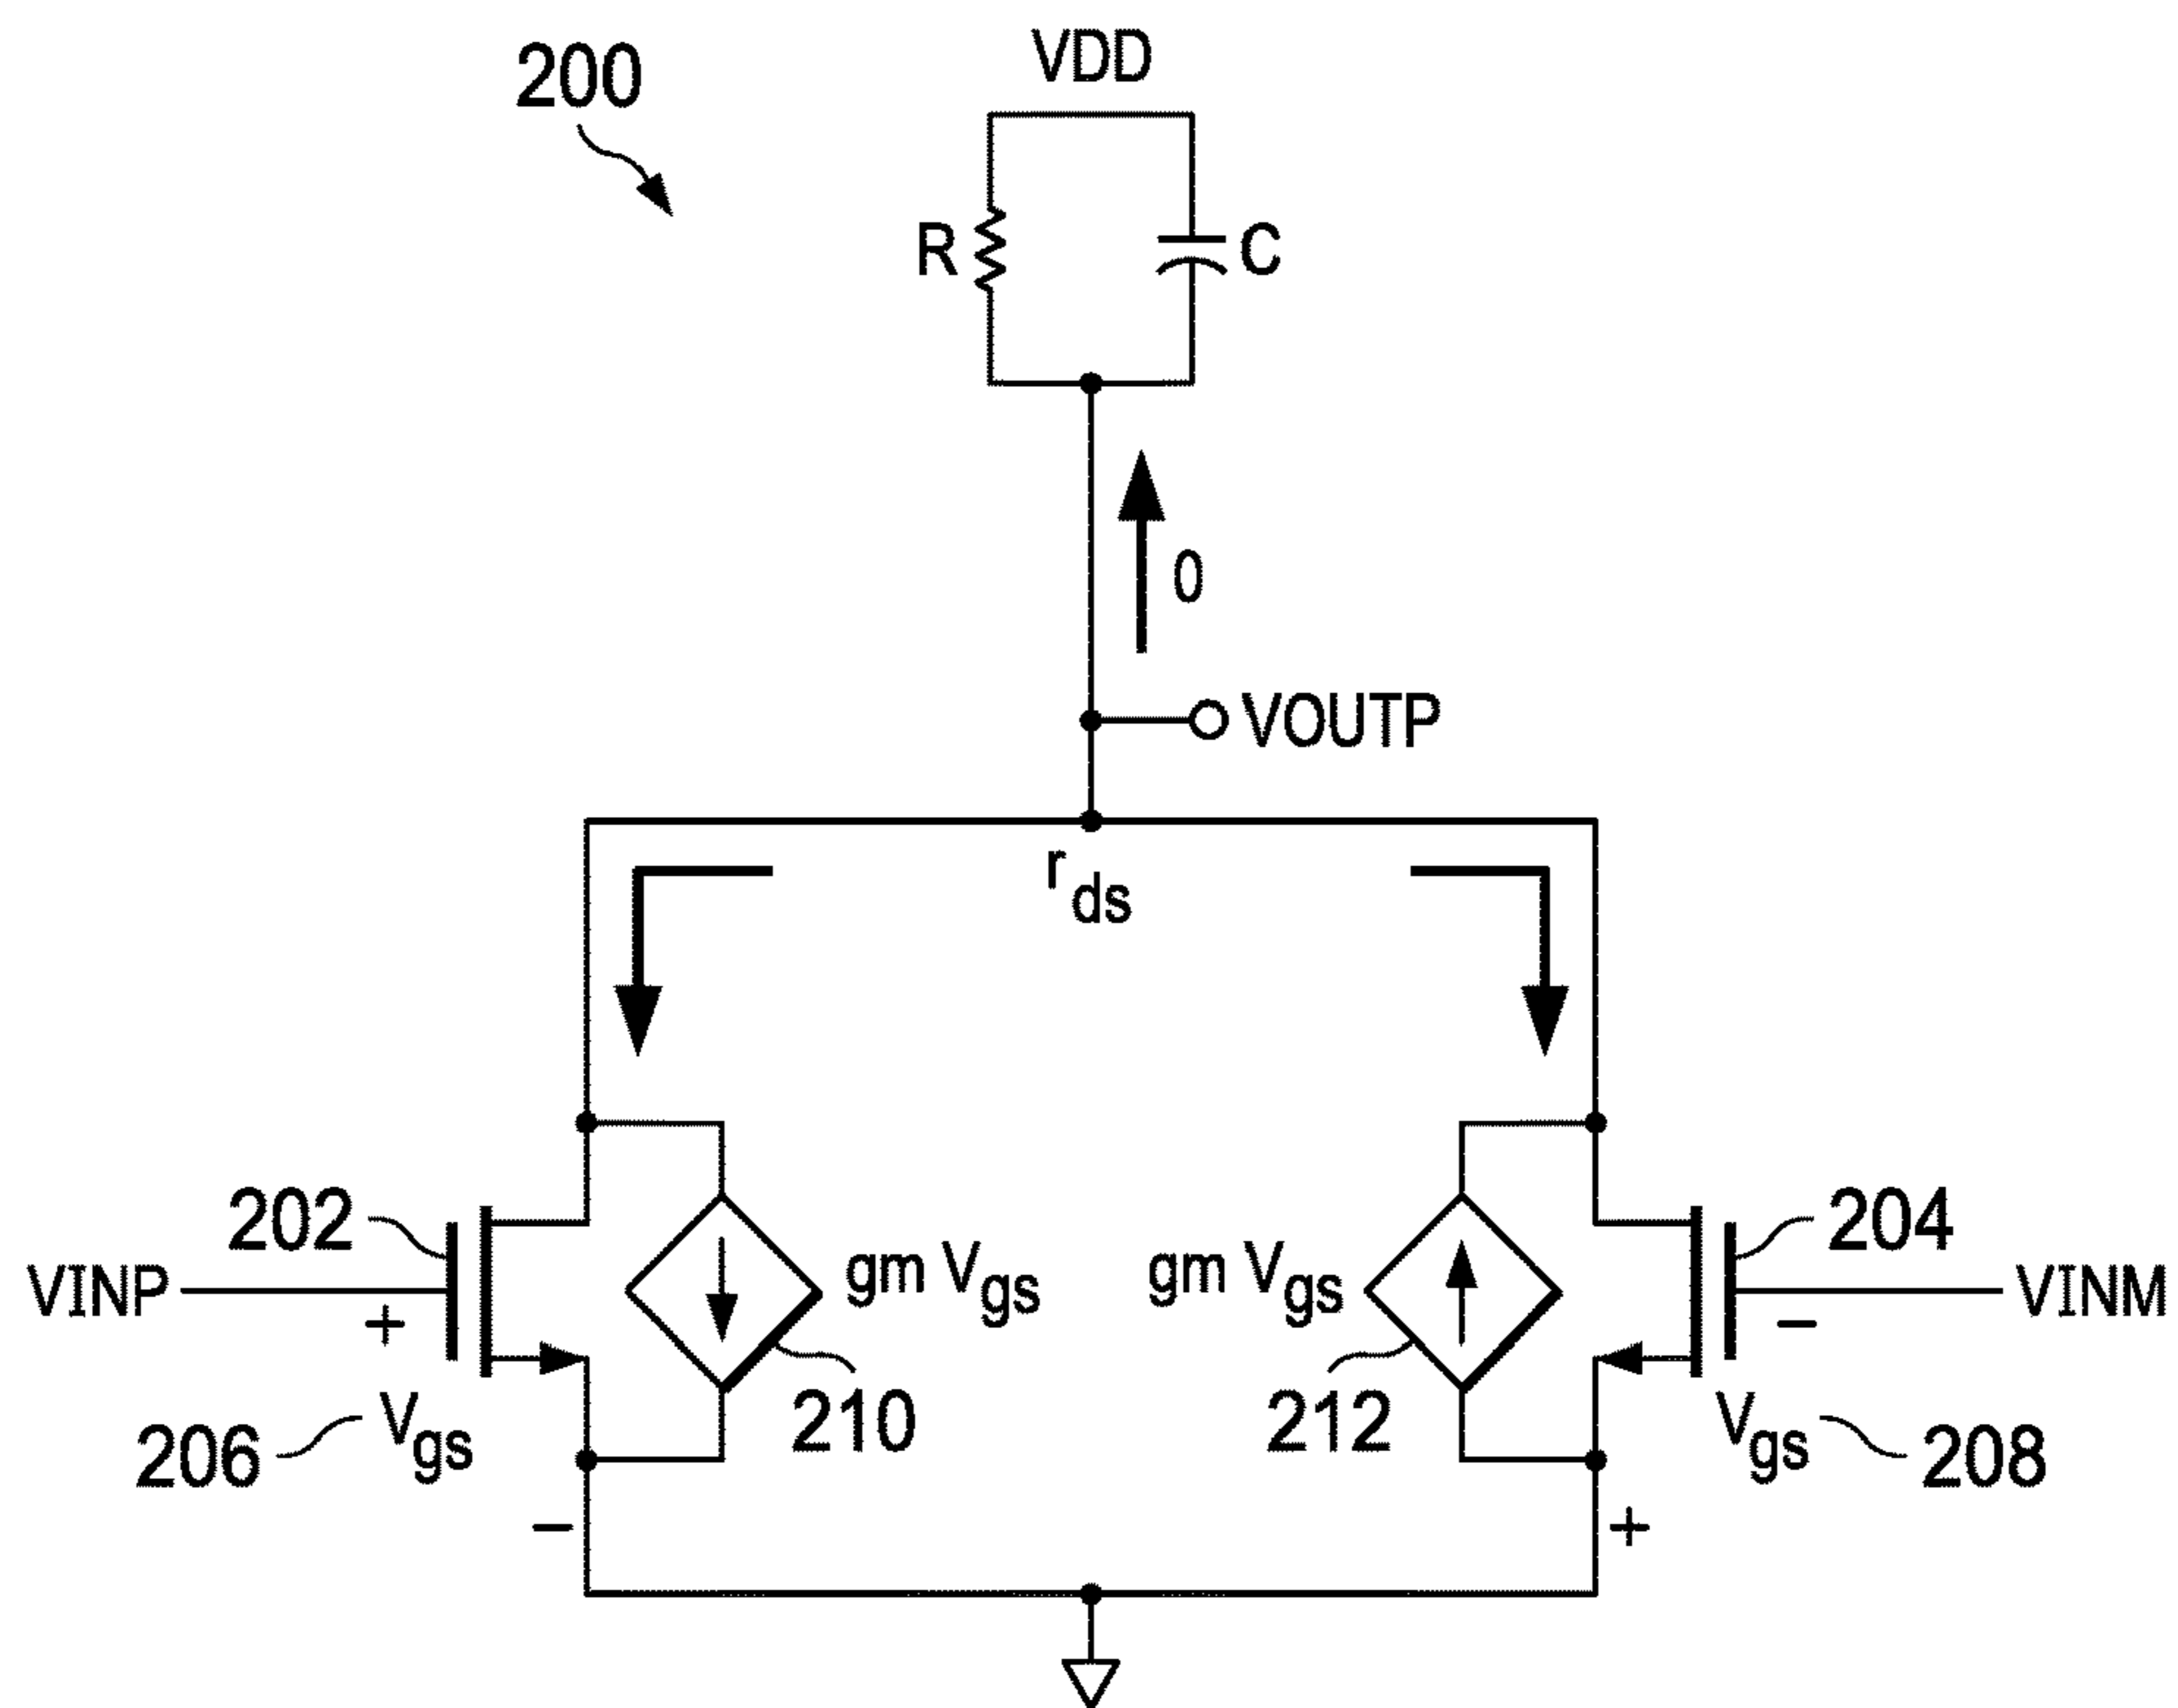 200
VDD
R
C
0
VOUTP
rds
202
204
VINP
+
gm Vgs
gm Vgs
−
VINM
206
Vgs
210
212
Vgs
208
−
+